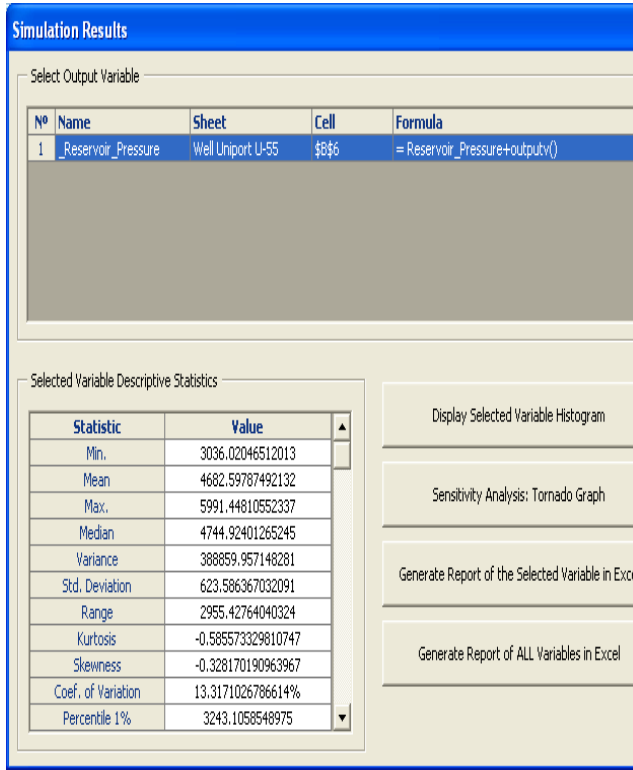 Simulation Results
Select Output Variable
Nº Name Sheet Cell Formula
1 _Reservoir_Pressure Well Uniport U-55 $B$6 = Reservoir_Pressure+outputv()
Selected Variable Descriptive Statistics
Statistic Value
Min. 3036.02046512013
Mean 4682.59787492132
Max. 5991.44810552337
Median 4744.92401265245
Variance 388859.957148281
Std. Deviation 623.586367032091
Range 2955.42764040324
Kurtosis -0.585573329810747
Skewness -0.328170190963967
Coef. of Variation 13.3171026786614%
Percentile 1% 3243.1058548975
Display Selected Variable Histogram
Sensitivity Analysis: Tornado Graph
Generate Report of the Selected Variable in Exce
Generate Report of ALL Variables in Excel